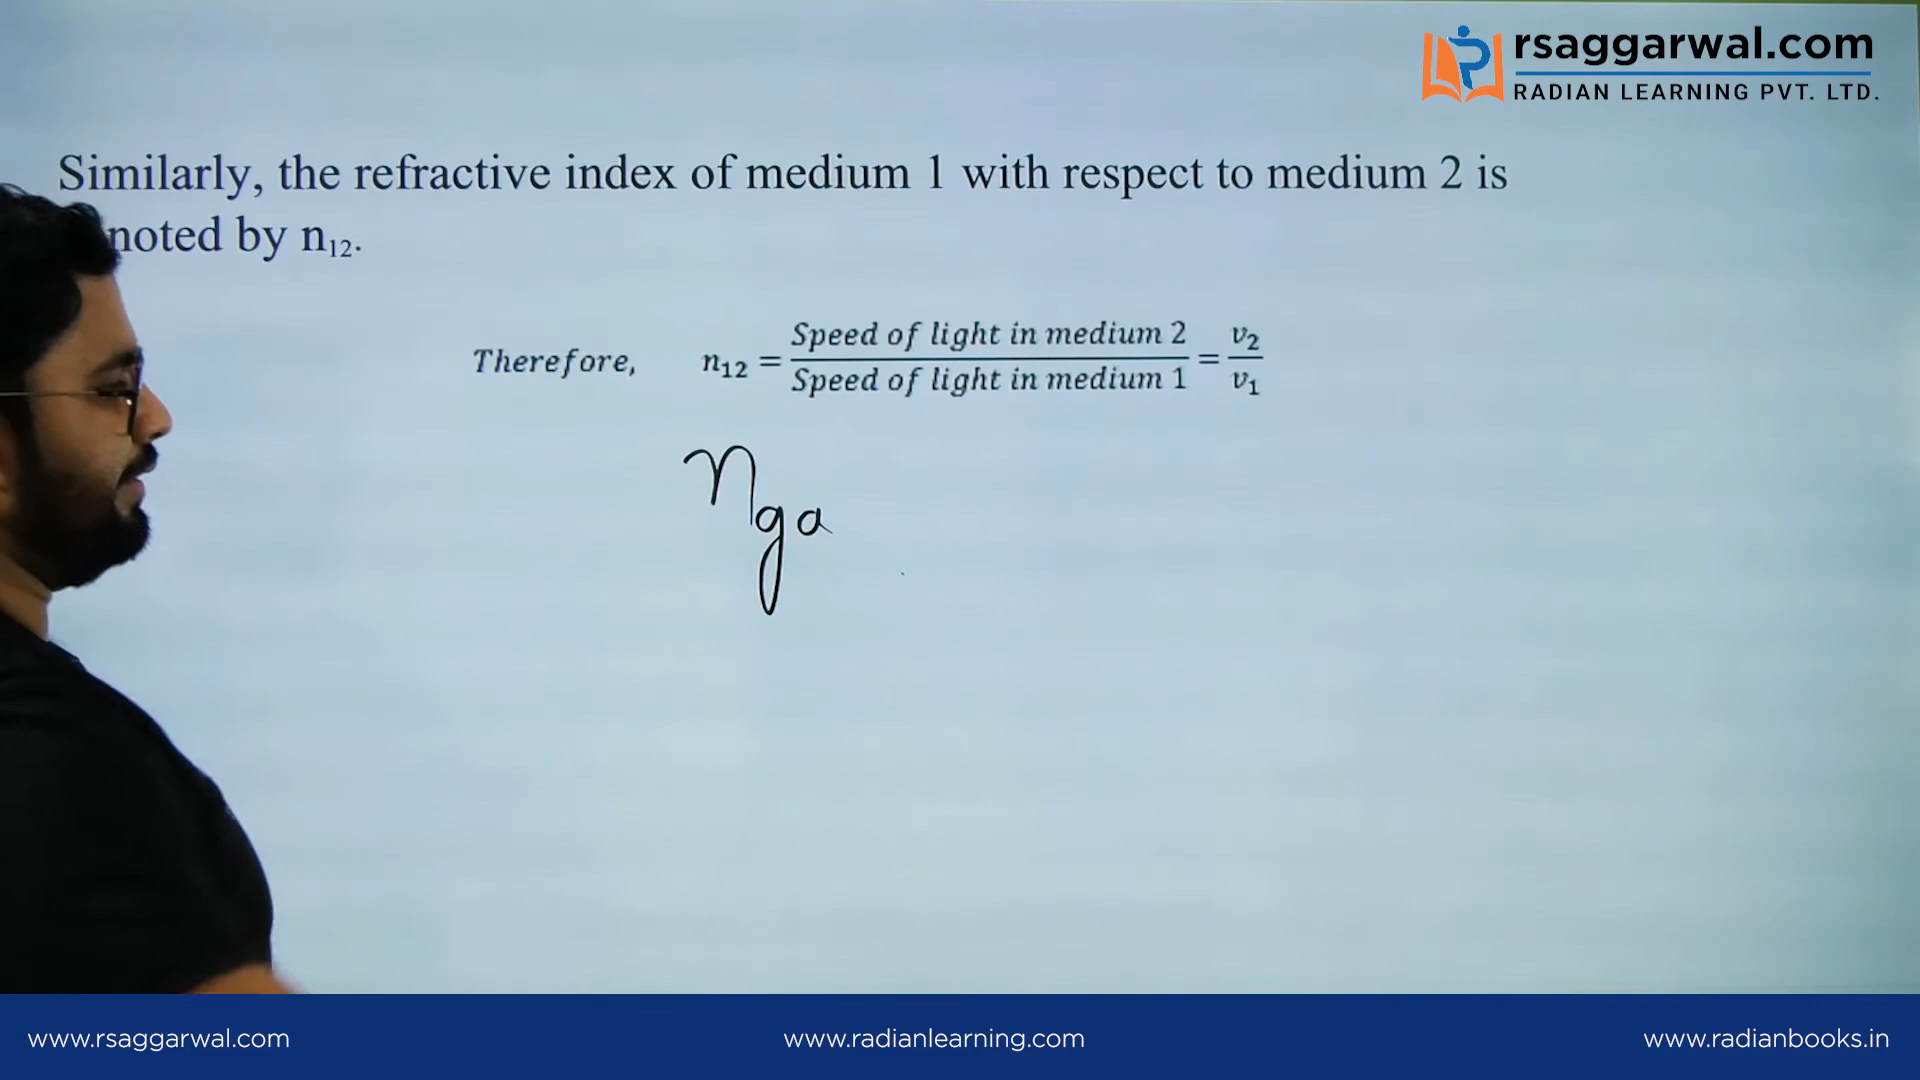 rsaggarwal.com
RADIAN LEARNING PVT. LTD.
Similarly, the refractive index of medium 1 with respect to medium 2 is
noted by n₁₂.
Therefore, n₁₂ = Speed of light in medium 2 / Speed of light in medium 1 = v₂ / v₁
n ga
www.rsaggarwal.com
www.radianlearning.com
www.radianbooks.in